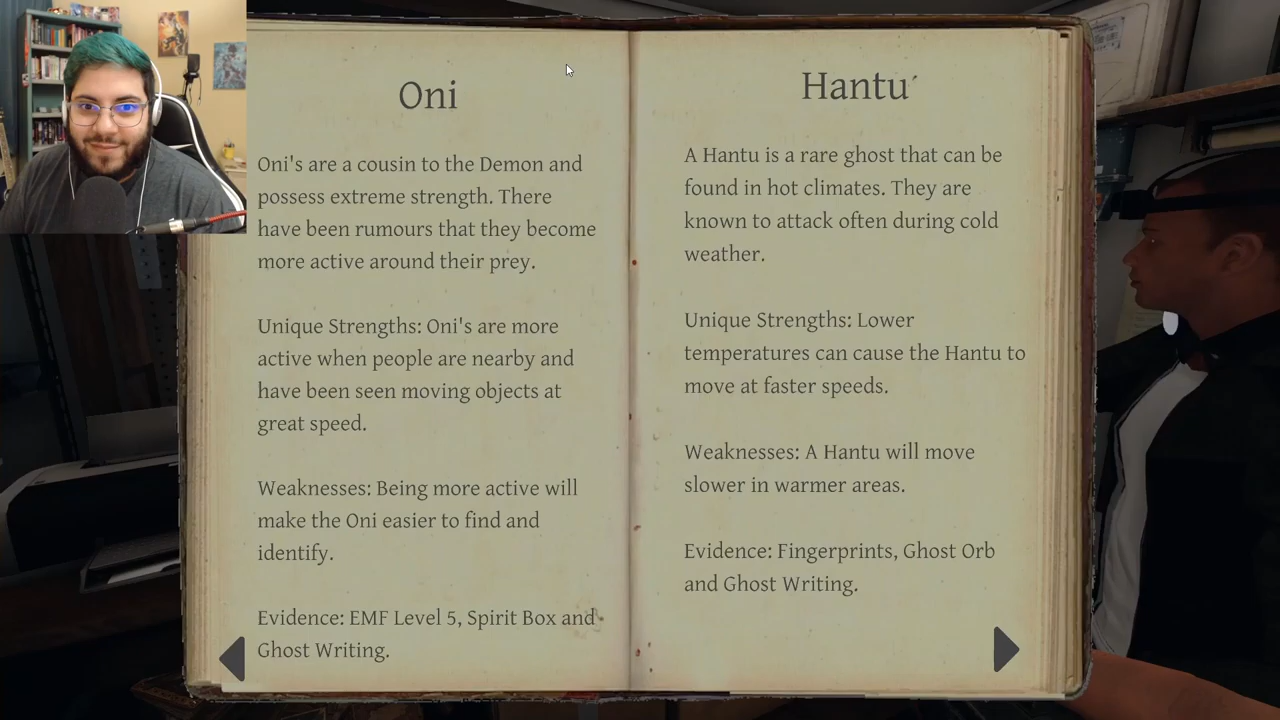 Oni
Oni's are a cousin to the Demon and
possess extreme strength. There
have been rumours that they become
more active around their prey.
Unique Strengths: Oni's are more
active when people are nearby and
have been seen moving objects at
great speed.
Weaknesses: Being more active will
make the Oni easier to find and
identify.
Evidence: EMF Level 5, Spirit Box and
Ghost Writing.
Hantu´
A Hantu is a rare ghost that can be
found in hot climates. They are
known to attack often during cold
weather.
Unique Strengths: Lower
temperatures can cause the Hantu to
move at faster speeds.
Weaknesses: A Hantu will move
slower in warmer areas.
Evidence: Fingerprints, Ghost Orb
and Ghost Writing.